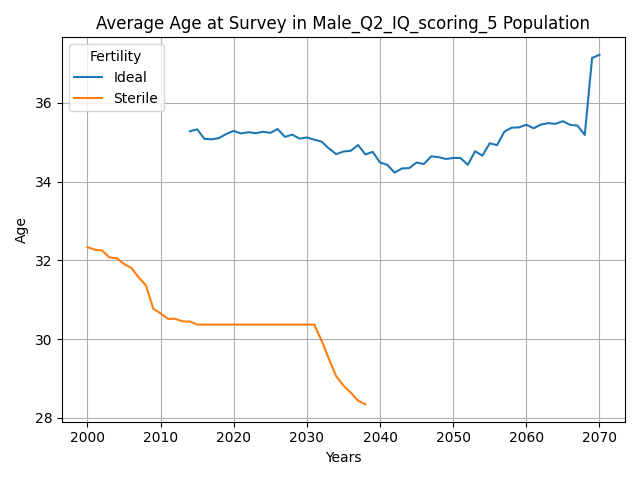 Average Age at Survey in Male_Q2_IQ_scoring_5 Population
Fertility
Ideal
Sterile
Age
36
34
32
30
28
2000 2010 2020 2030 2040 2050 2060 2070
Years